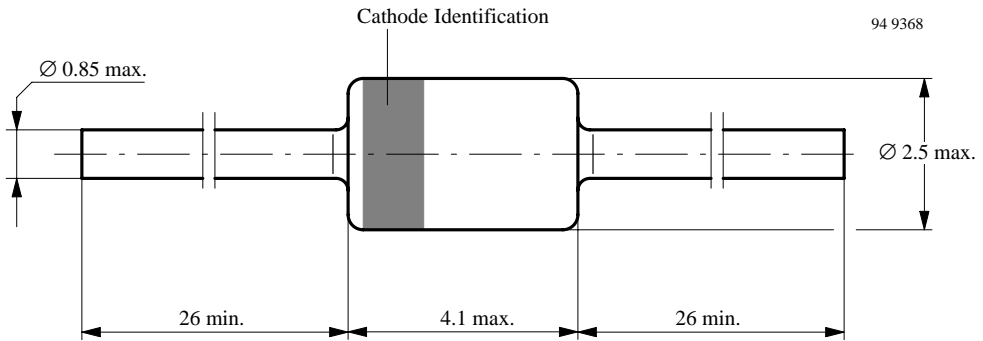 Cathode Identification
94 9368
∅ 0.85 max.
∅ 2.5 max.
26 min.
4.1 max.
26 min.